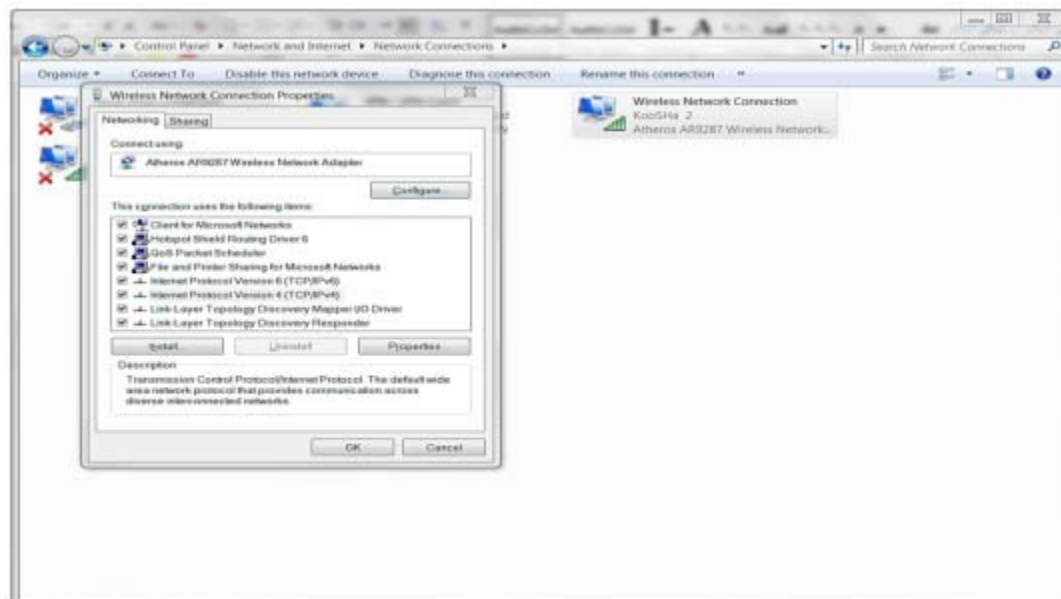 Control Panel ▸ Network and Internet ▸ Network Connections ▸
Search Network Connections
Organize Connect To Disable this network device Diagnose this connection Rename this connection »
Wireless Network Connection
KooSHa 2
Atheros AR9287 Wireless Network...
Wireless Network Connection Properties
Networking Sharing
Connect using:
Atheros AR9287 Wireless Network Adapter
Configure...
This connection uses the following items:
Client for Microsoft Networks
Hotspot Shield Routing Driver 6
QoS Packet Scheduler
File and Printer Sharing for Microsoft Networks
Internet Protocol Version 6 (TCP/IPv6)
Internet Protocol Version 4 (TCP/IPv4)
Link-Layer Topology Discovery Mapper I/O Driver
Link-Layer Topology Discovery Responder
Install... Uninstall Properties
Description
Transmission Control Protocol/Internet Protocol. The default wide
area network protocol that provides communication across
diverse interconnected networks.
OK Cancel